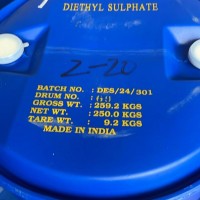 DIETHYL SULPHATE
2-20
BATCH NO. : DES/24/301
DRUM NO. :
GROSS WT. : 259.2 KGS
NET WT. : 250.0 KGS
TARE WT. : 9.2 KGS
MADE IN INDIA